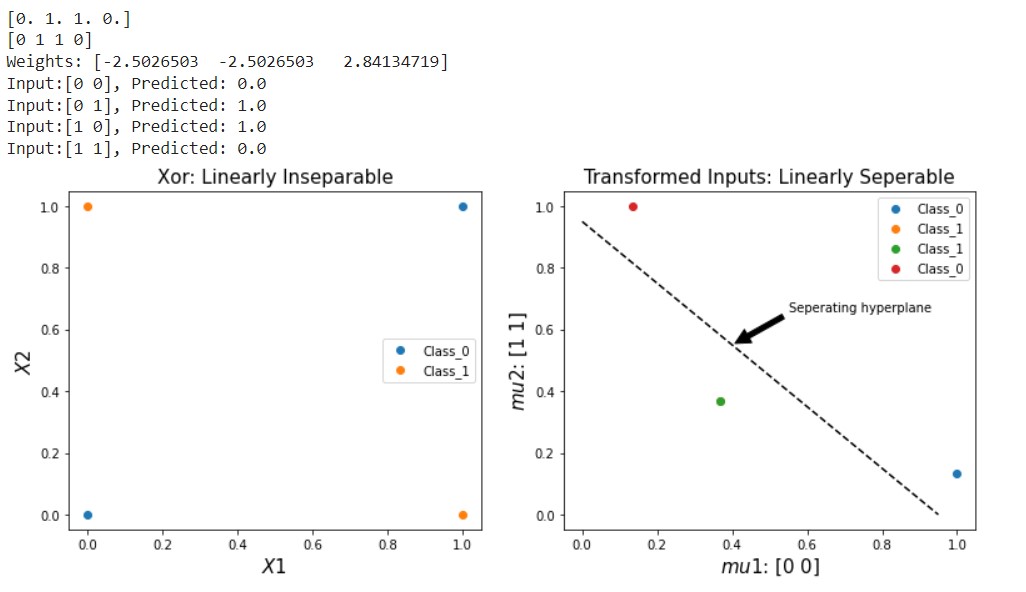 [0. 1. 1. 0.]
[0 1 1 0]
Weights: [-2.5026503 -2.5026503 2.84134719]
Input:[0 0], Predicted: 0.0
Input:[0 1], Predicted: 1.0
Input:[1 0], Predicted: 1.0
Input:[1 1], Predicted: 0.0
Xor: Linearly Inseparable
1.0
0.8
0.6
0.4
0.2
0.0
X2
Class_0
Class_1
0.0 0.2 0.4 0.6 0.8 1.0
X1
Transformed Inputs: Linearly Seperable
1.0
0.8
0.6
0.4
0.2
0.0
mu2: [1 1]
Class_0
Class_1
Class_1
Class_0
Seperating hyperplane
0.0 0.2 0.4 0.6 0.8 1.0
mu1: [0 0]